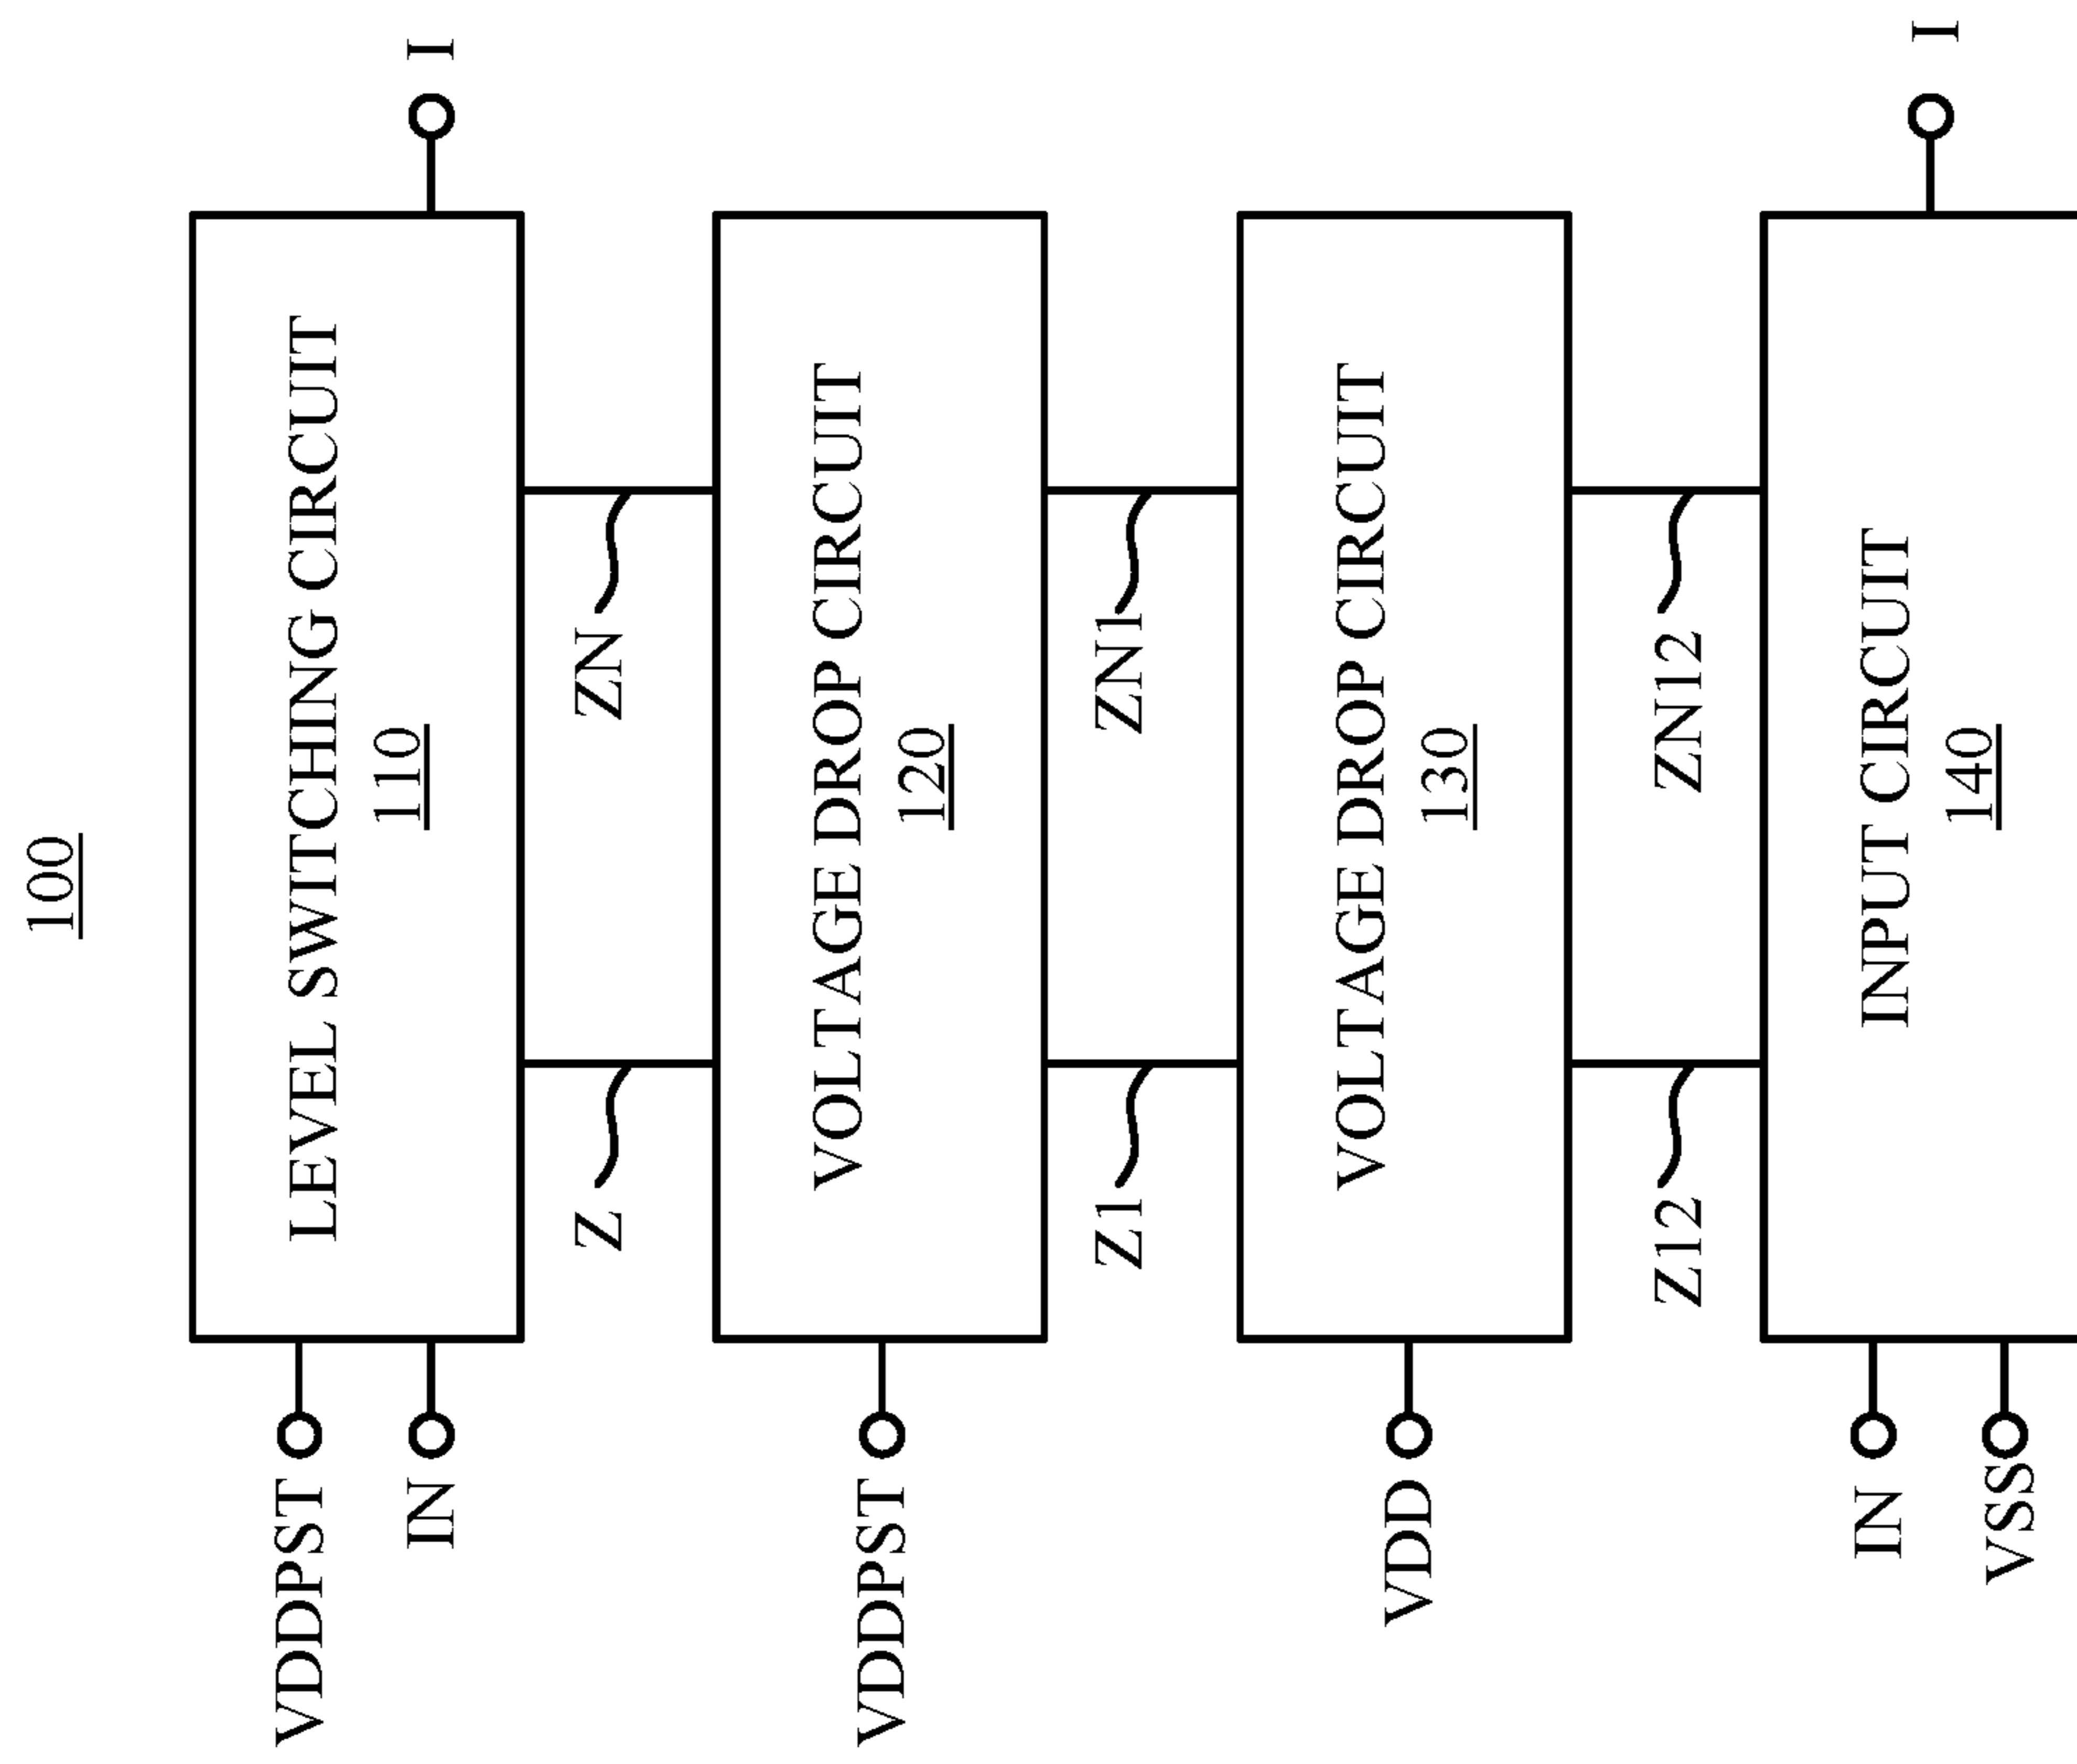 100
VDDPST
IN
LEVEL SWITCHING CIRCUIT
110
I
Z
ZN
VDDPST
VOLTAGE DROP CIRCUIT
120
Z1
ZN1
VDD
VOLTAGE DROP CIRCUIT
130
Z12
ZN12
IN
VSS
INPUT CIRCUIT
140
I